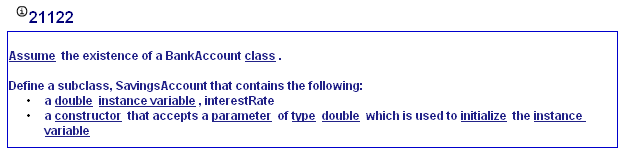 21122
Assume the existence of a BankAccount class .
Define a subclass, SavingsAccount that contains the following:
• a double instance variable , interestRate
• a constructor that accepts a parameter of type double which is used to initialize the instance
variable